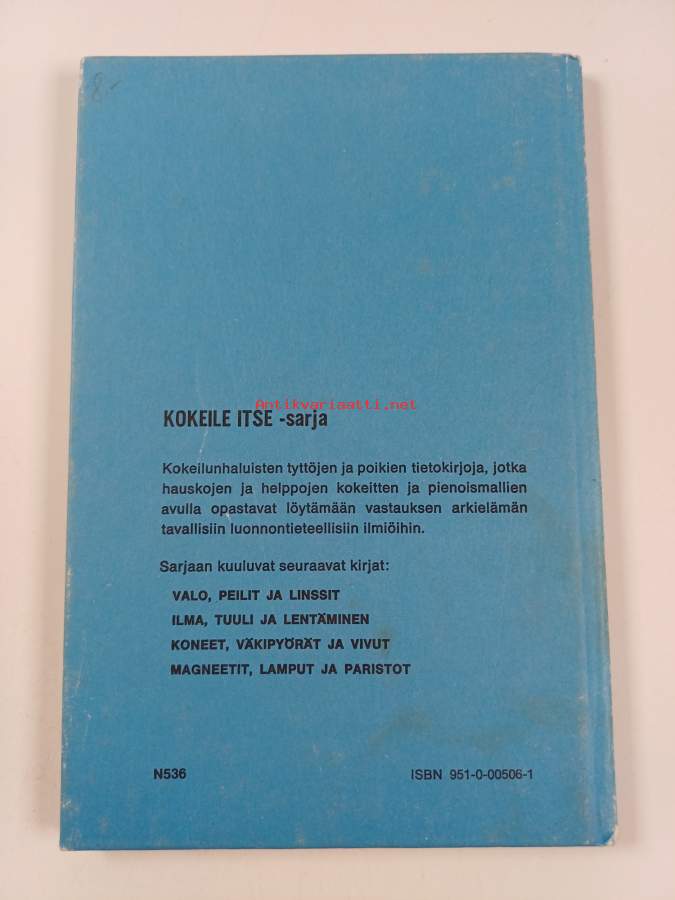 8.-
Antikvariaatti.net
KOKEILE ITSE -sarja
Kokeilunhaluisten tyttöjen ja poikien tietokirjoja, jotka
hauskojen ja helppojen kokeitten ja pienoismallien
avulla opastavat löytämään vastauksen arkielämän
tavallisiin luonnontieteellisiin ilmiöihin.
Sarjaan kuuluvat seuraavat kirjat:
VALO, PEILIT JA LINSSIT
ILMA, TUULI JA LENTÄMINEN
KONEET, VÄKIPYÖRÄT JA VIVUT
MAGNEETIT, LAMPUT JA PARISTOT
N536
ISBN 951-0-00506-1